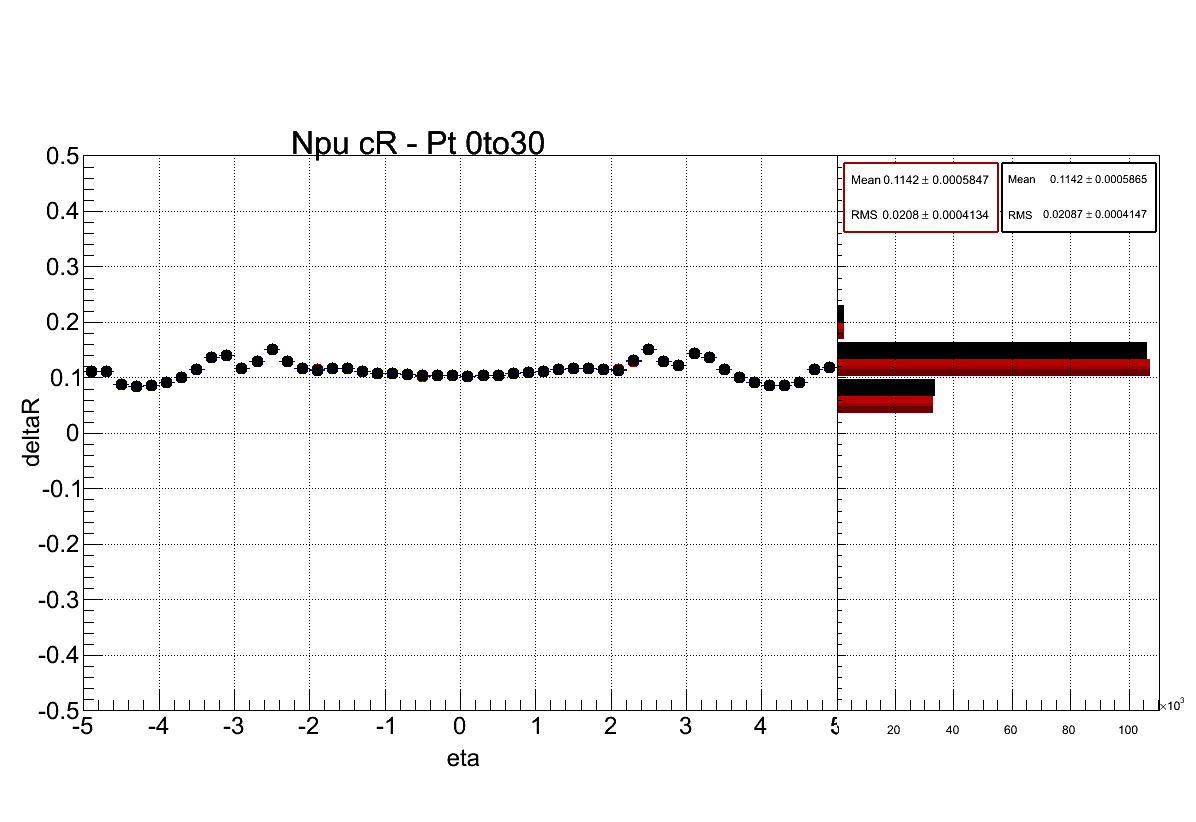 Npu cR - Pt 0to30
0.5
0.4
0.3
0.2
0.1
0
-0.1
-0.2
-0.3
-0.4
-0.5
deltaR
-5 -4 -3 -2 -1 0 1 2 3 4 5
eta
Mean 0.1142 ± 0.0005847
RMS 0.0208 ± 0.0004134
Mean 0.1142 ± 0.0005865
RMS 0.02087 ± 0.0004147
20 40 60 80 100
×10³